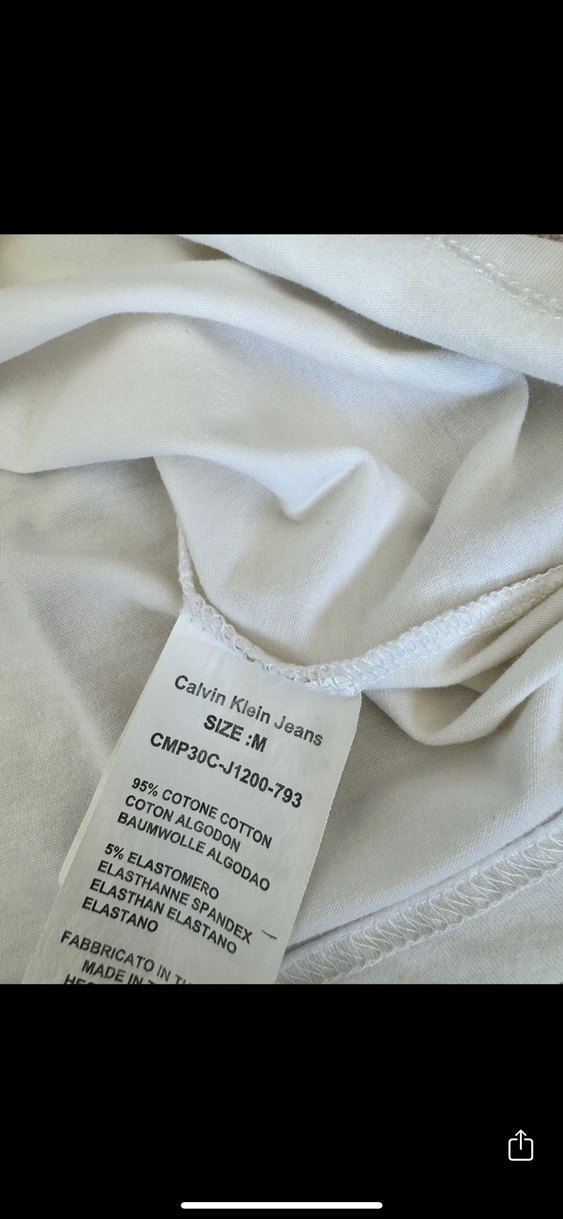 Calvin Klein Jeans
SIZE :M
CMP30C-J1200-793
95% COTONE COTTON
COTON ALGODON
BAUMWOLLE ALGODAO
5% ELASTOMERO
ELASTHANNE SPANDEX
ELASTHAN ELASTANO
ELASTANO
FABBRICATO IN
MADE IN